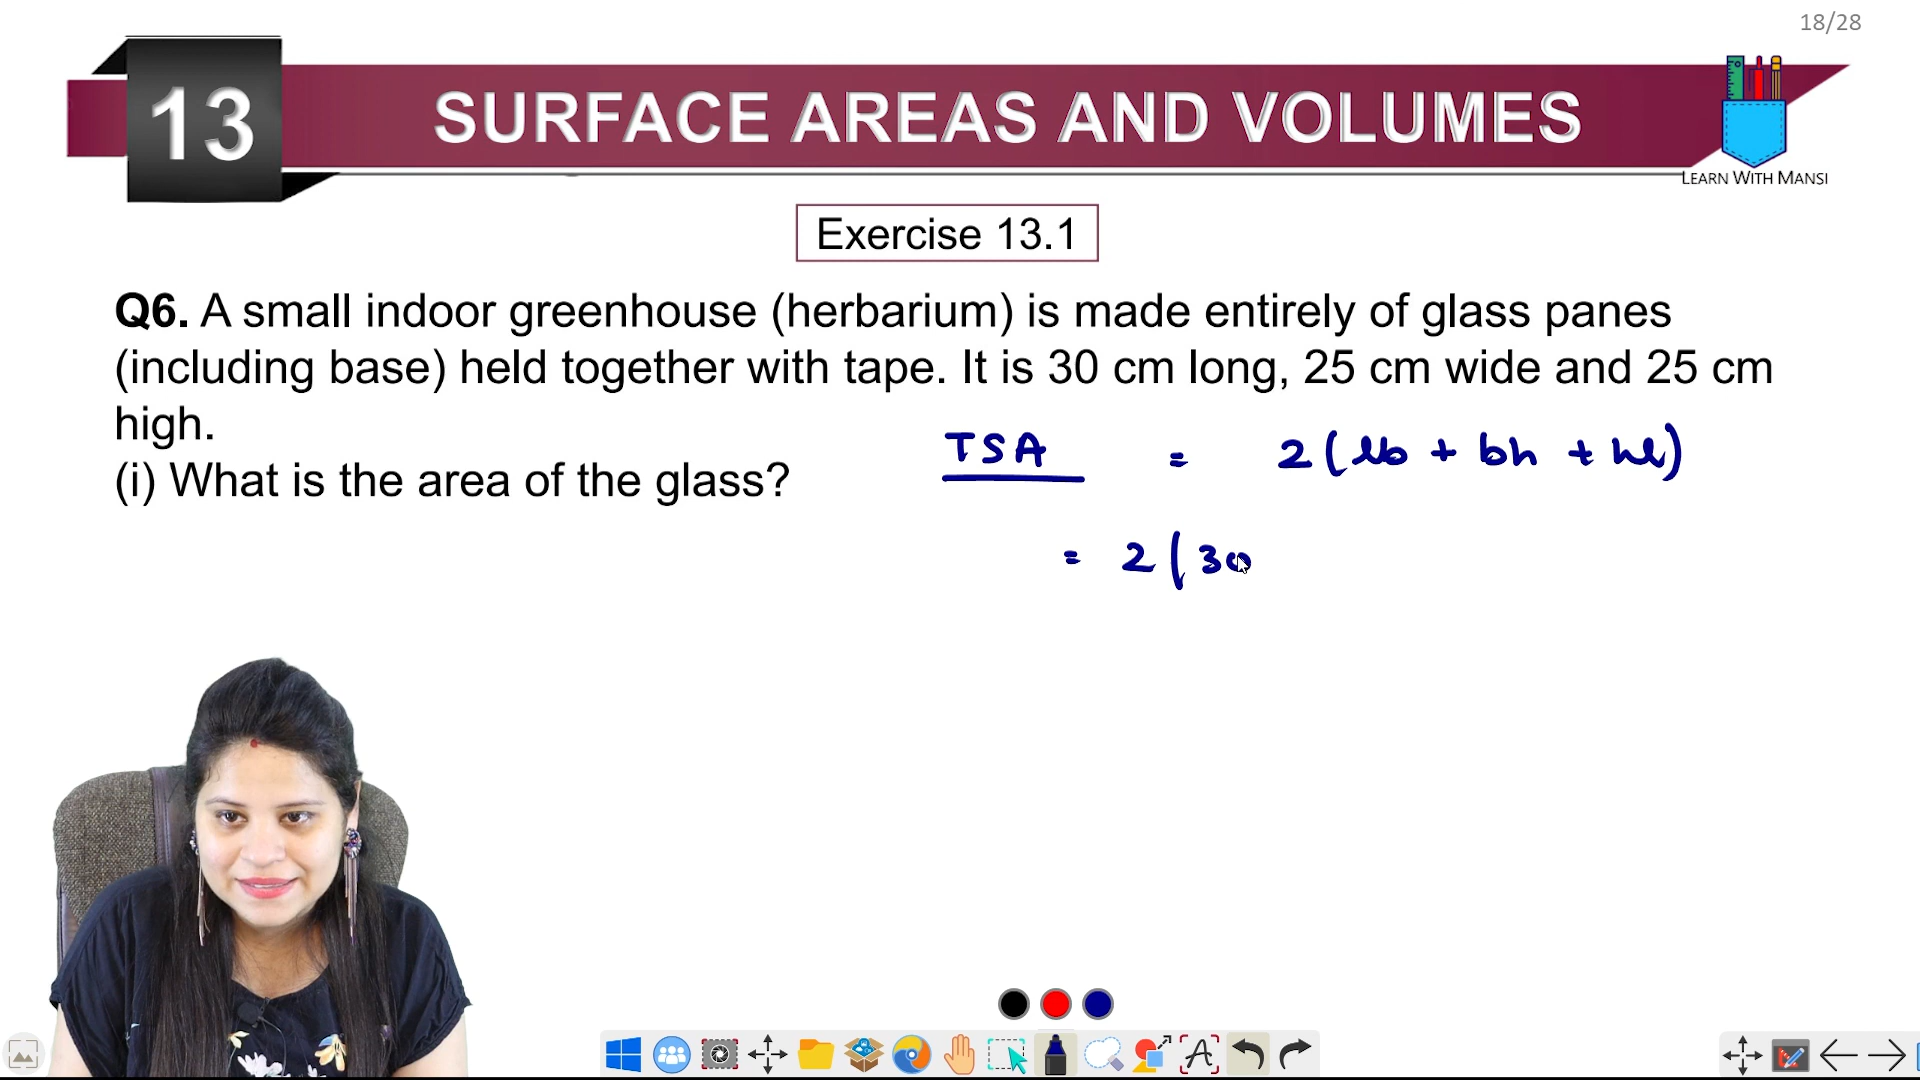 18/28
13 SURFACE AREAS AND VOLUMES
LEARN WITH MANSI
Exercise 13.1
Q6. A small indoor greenhouse (herbarium) is made entirely of glass panes
(including base) held together with tape. It is 30 cm long, 25 cm wide and 25 cm
high.
(i) What is the area of the glass?
TSA = 2 (lb + bh + hl)
= 2 ( 30